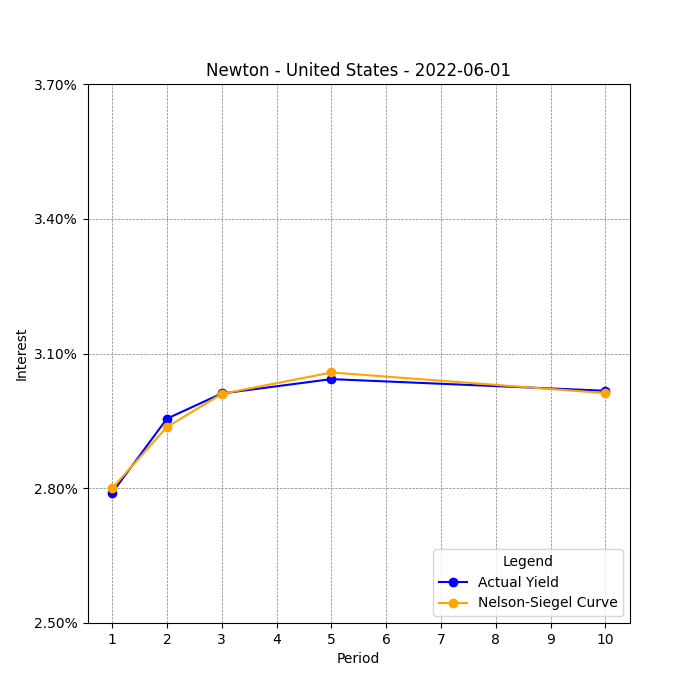 Newton - United States - 2022-06-01
3.70%
3.40%
3.10%
2.80%
2.50%
Interest
1 2 3 4 5 6 7 8 9 10
Period
Legend
Actual Yield
Nelson-Siegel Curve